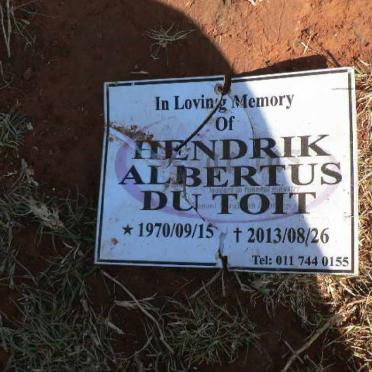 In Loving Memory
Of
HENDRIK
ALBERTUS
DU TOIT
★ 1970/09/15 † 2013/08/26
Tel: 011 744 0155